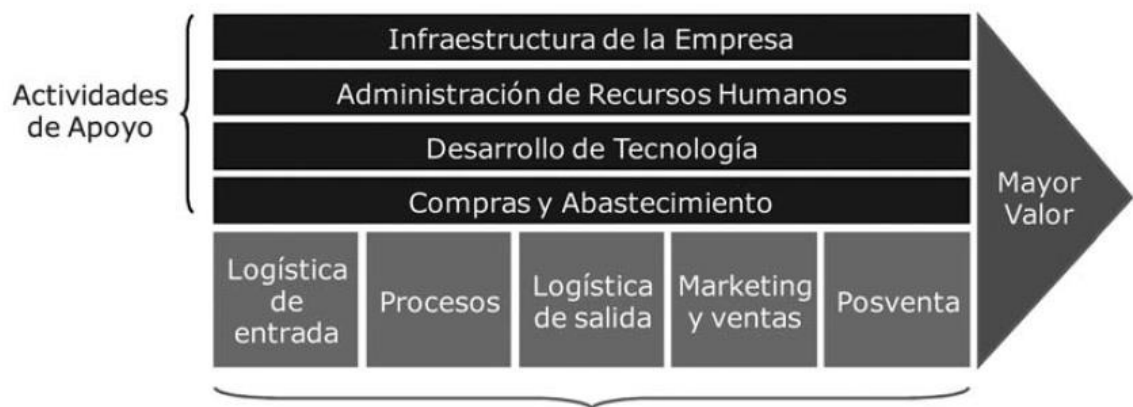 Infraestructura de la Empresa
Administración de Recursos Humanos
Desarrollo de Tecnología
Compras y Abastecimiento
Actividades
de Apoyo
Logística
de
entrada
Procesos
Logística
de salida
Marketing
y ventas
Posventa
Mayor
Valor